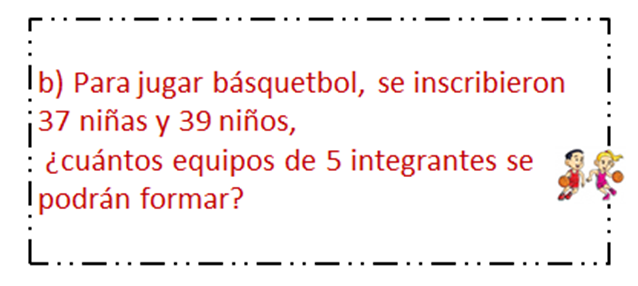 b) Para jugar básquetbol, se inscribieron
37 niñas y 39 niños,
¿cuántos equipos de 5 integrantes se
podrán formar?